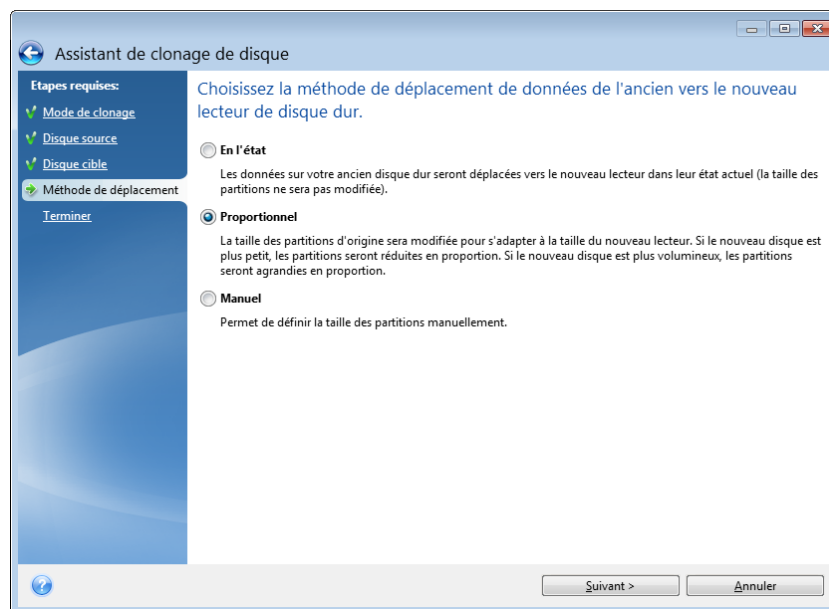 Assistant de clonage de disque
Etapes requises:
Mode de clonage
Disque source
Disque cible
Méthode de déplacement
Terminer
Choisissez la méthode de déplacement de données de l'ancien vers le nouveau
lecteur de disque dur.
En l'état
Les données sur votre ancien disque dur seront déplacées vers le nouveau lecteur dans leur état actuel (la taille des
partitions ne sera pas modifiée).
Proportionnel
La taille des partitions d'origine sera modifiée pour s'adapter à la taille du nouveau lecteur. Si le nouveau disque est
plus petit, les partitions seront réduites en proportion. Si le nouveau disque est plus volumineux, les partitions
seront agrandies en proportion.
Manuel
Permet de définir la taille des partitions manuellement.
?
Suivant >
Annuler